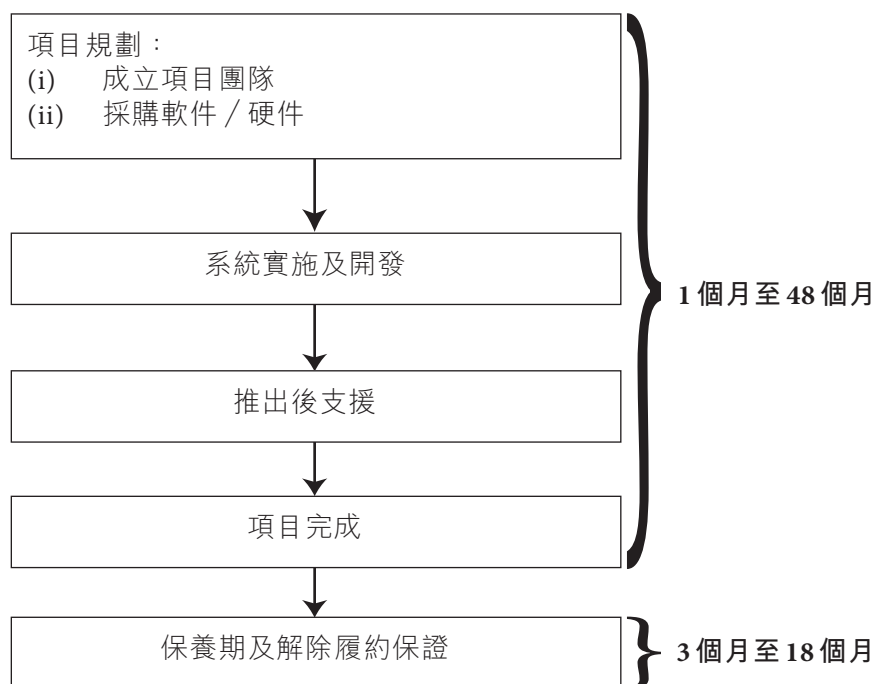 項目規劃：
(i) 成立項目團隊
(ii) 採購軟件／硬件
系統實施及開發
1個月至48個月
推出後支援
項目完成
保養期及解除履約保證
3個月至18個月